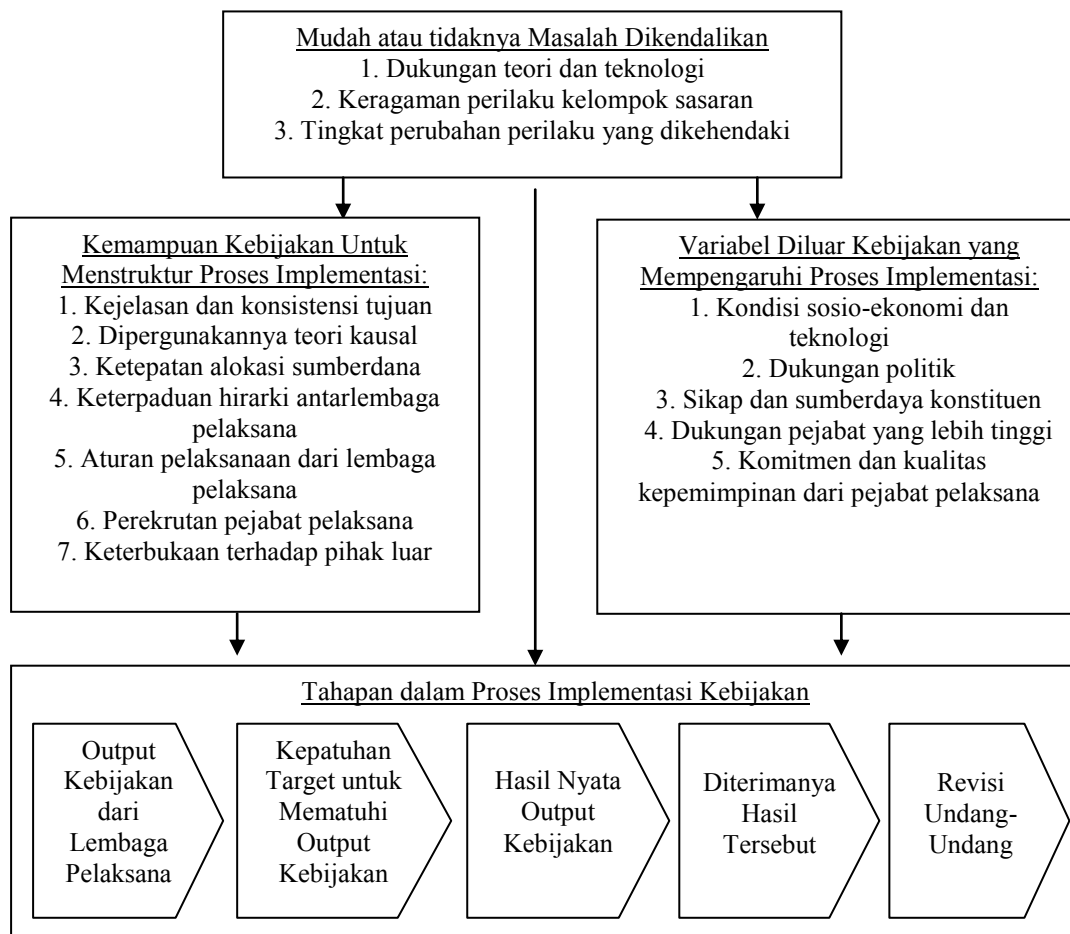 Mudah atau tidaknya Masalah Dikendalikan
1. Dukungan teori dan teknologi
2. Keragaman perilaku kelompok sasaran
3. Tingkat perubahan perilaku yang dikehendaki
Kemampuan Kebijakan Untuk
Menstruktur Proses Implementasi:
1. Kejelasan dan konsistensi tujuan
2. Dipergunakannya teori kausal
3. Ketepatan alokasi sumberdana
4. Keterpaduan hirarki antarlembaga
pelaksana
5. Aturan pelaksanaan dari lembaga
pelaksana
6. Perekrutan pejabat pelaksana
7. Keterbukaan terhadap pihak luar
Variabel Diluar Kebijakan yang
Mempengaruhi Proses Implementasi:
1. Kondisi sosio-ekonomi dan
teknologi
2. Dukungan politik
3. Sikap dan sumberdaya konstituen
4. Dukungan pejabat yang lebih tinggi
5. Komitmen dan kualitas
kepemimpinan dari pejabat pelaksana
Tahapan dalam Proses Implementasi Kebijakan
Output
Kebijakan
dari
Lembaga
Pelaksana
Kepatuhan
Target untuk
Mematuhi
Output
Kebijakan
Hasil Nyata
Output
Kebijakan
Diterimanya
Hasil
Tersebut
Revisi
Undang-
Undang